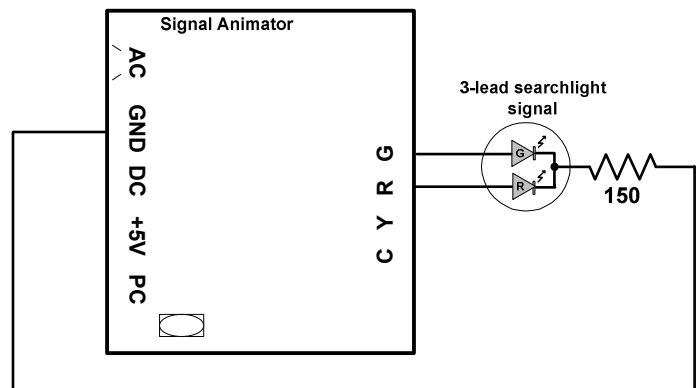 Signal Animator
AC
GND
DC
+5V
PC
G
R
Y
C
3-lead searchlight
signal
G
R
150